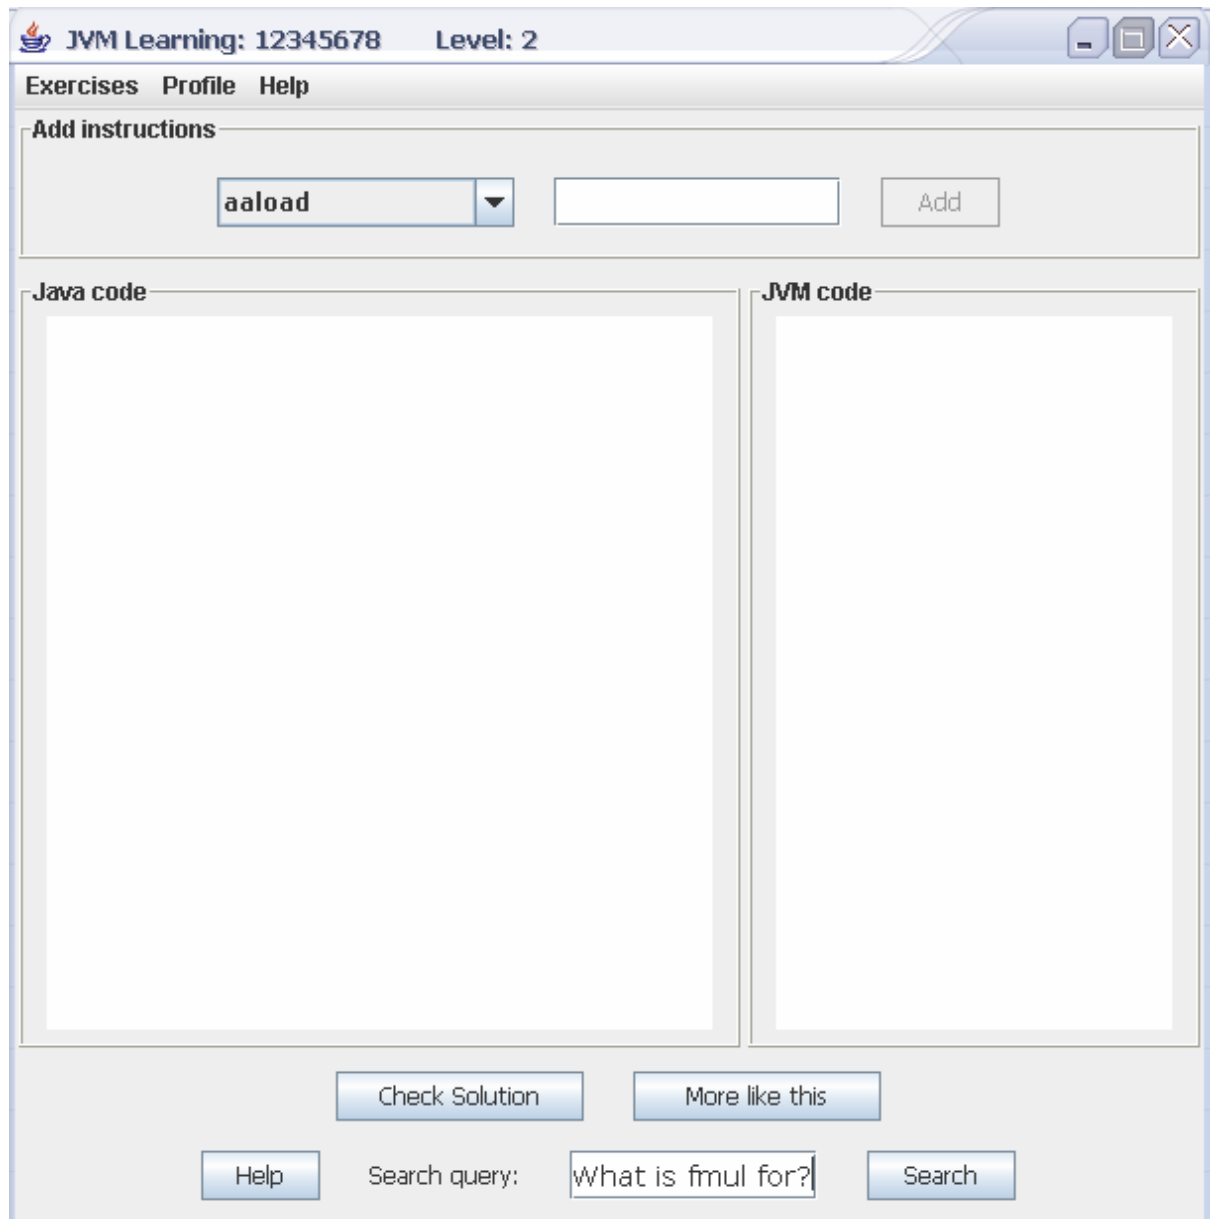 JVM Learning: 12345678 Level: 2
Exercises Profile Help
Add instructions
aaload Add
Java code
JVM code
Check Solution More like this
Help Search query: What is fmul for? Search